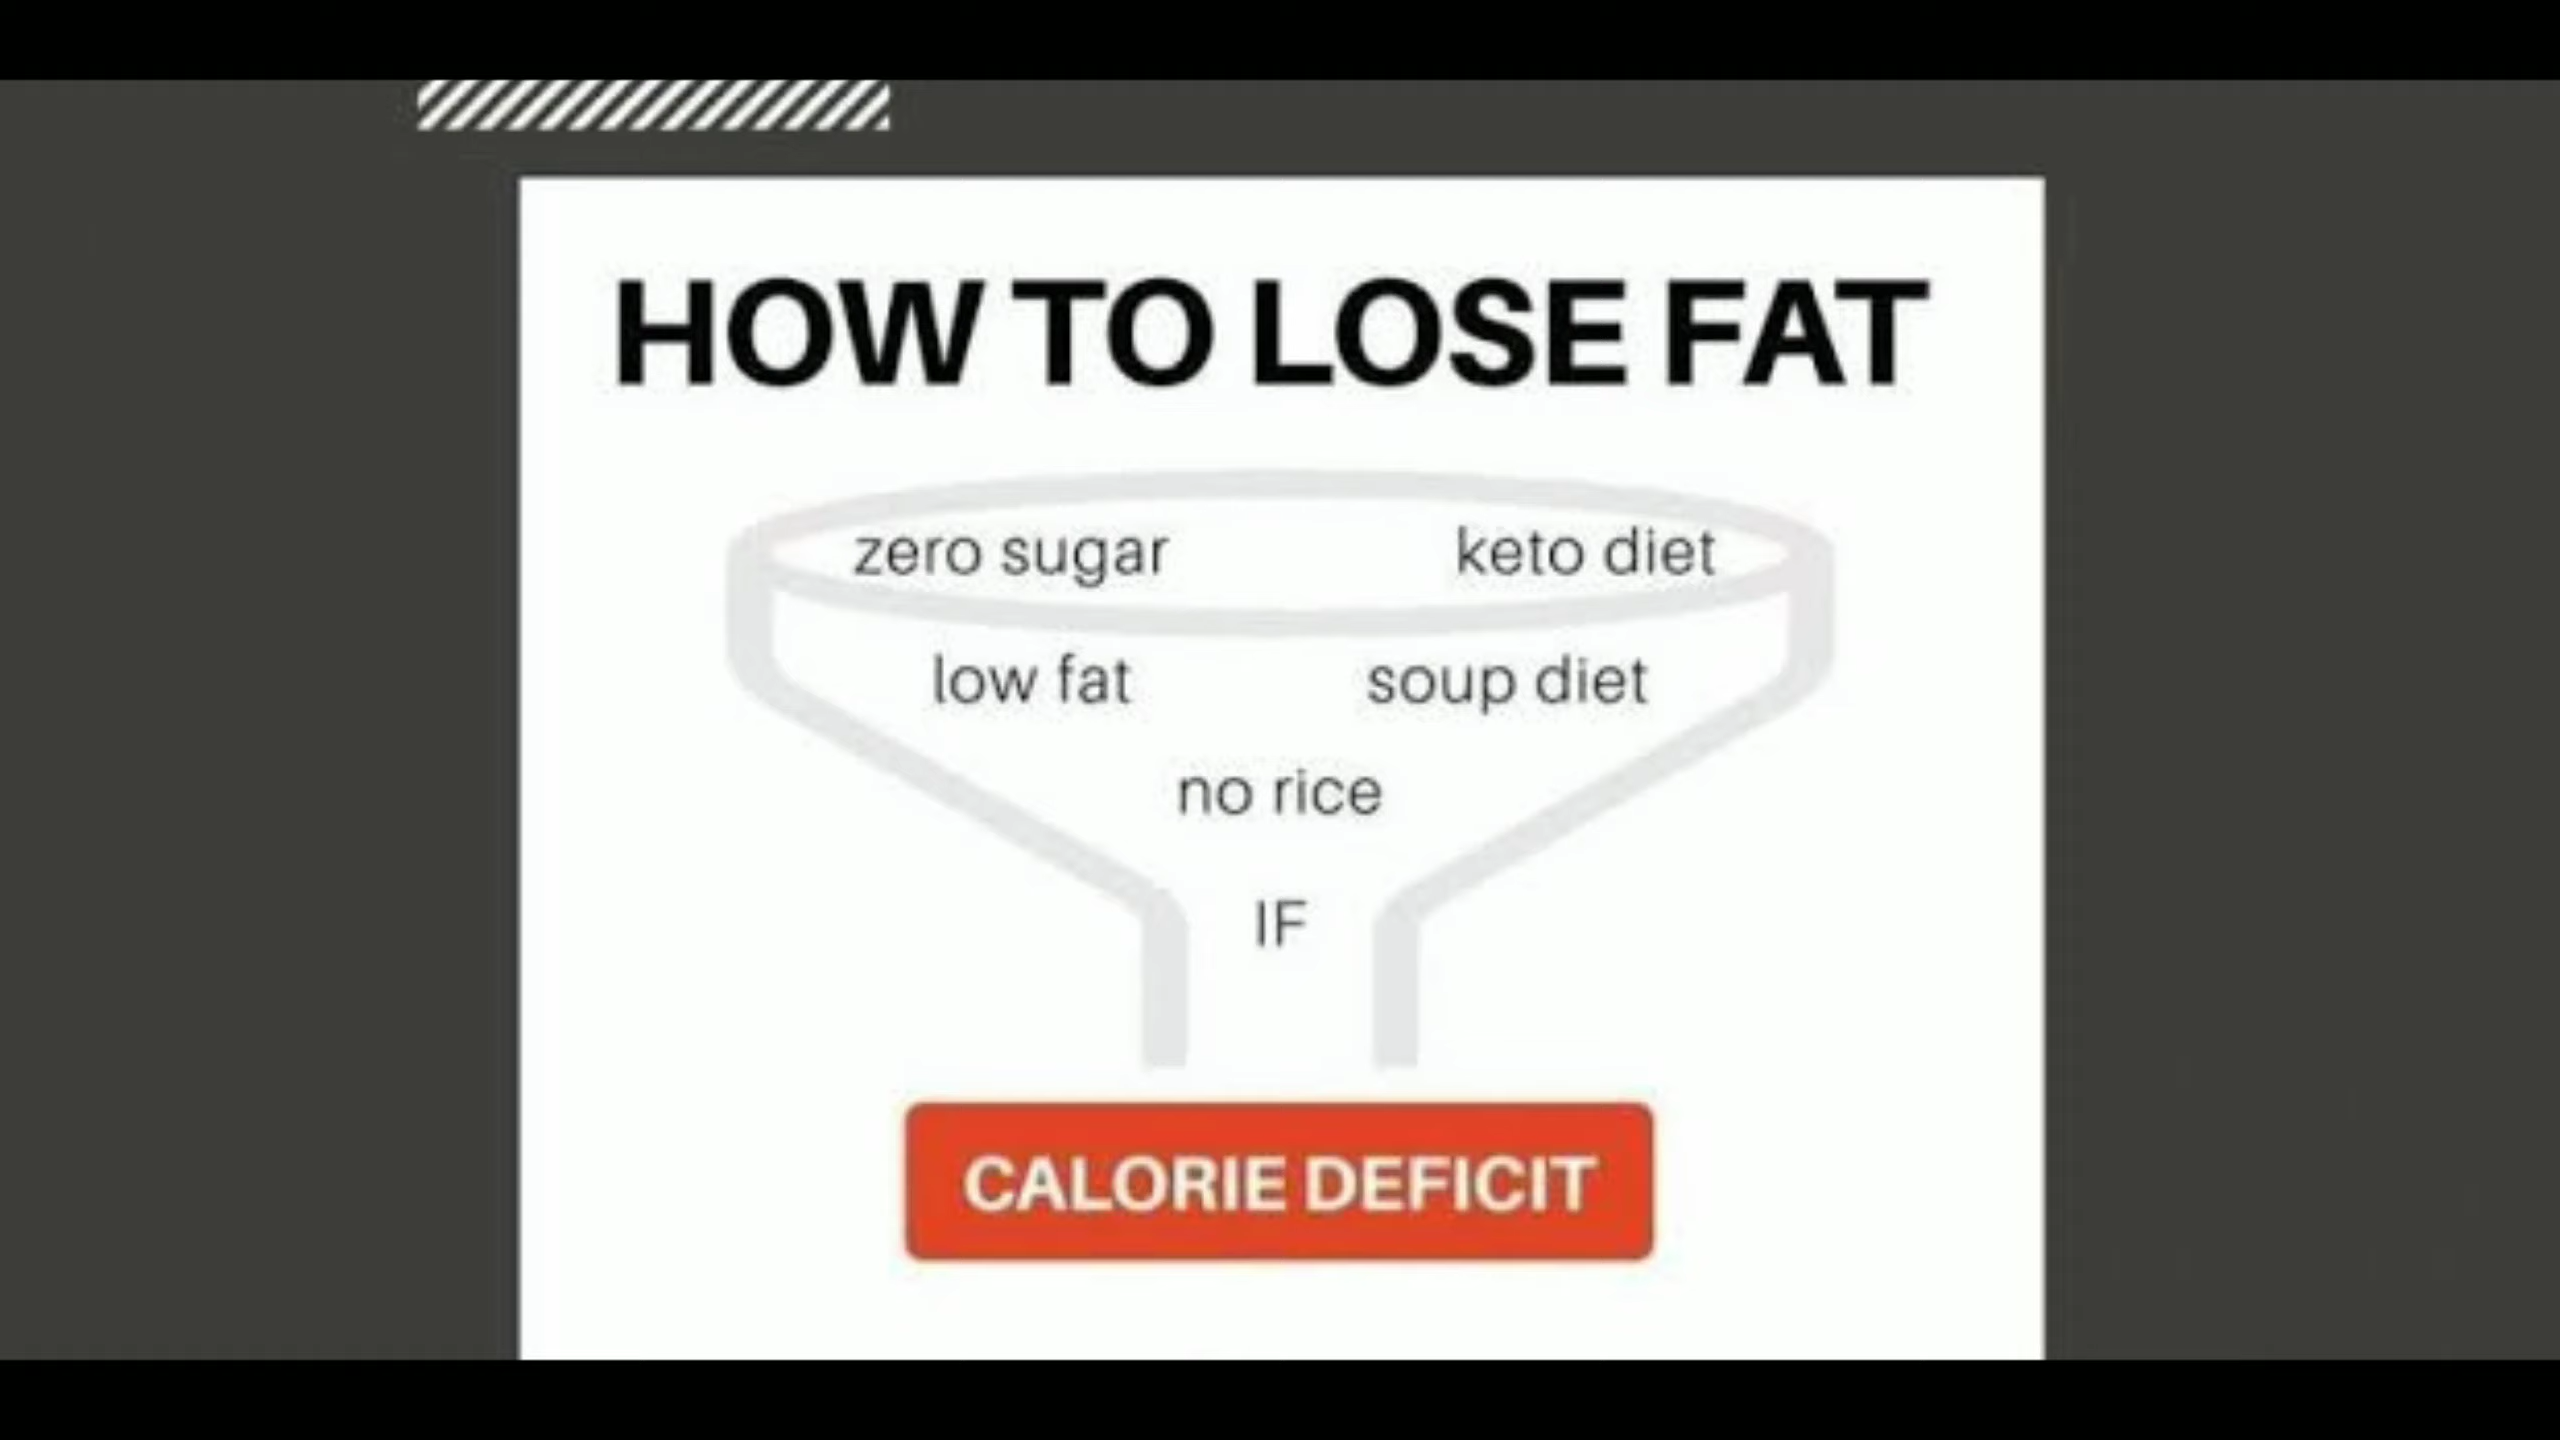 HOW TO LOSE FAT
zero sugar keto diet
low fat soup diet
no rice
IF
CALORIE DEFICIT